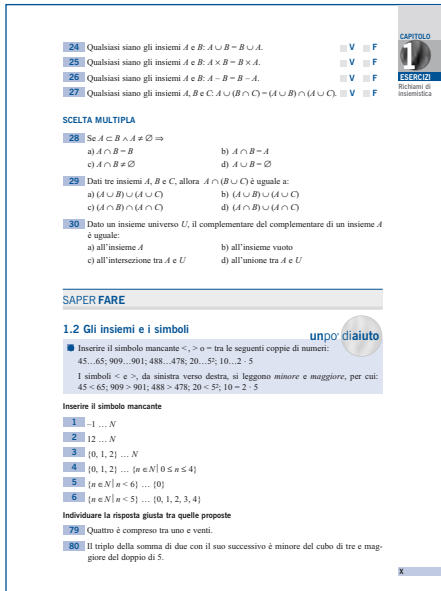 24 Qualsiasi siano gli insiemi A e B: A ∪ B = B ∪ A. V F
25 Qualsiasi siano gli insiemi A e B: A × B = B × A. V F
26 Qualsiasi siano gli insiemi A e B: A – B = B – A. V F
27 Qualsiasi siano gli insiemi A, B e C: A ∪ (B ∩ C) = (A ∪ B) ∩ (A ∪ C). V F
CAPITOLO
1
ESERCIZI
Richiami di
insiemistica
SCELTA MULTIPLA
28 Se A ⊂ B ∧ A ≠ ∅ ⇒
a) A ∩ B = B b) A ∩ B = A
c) A ∩ B ≠ ∅ d) A ∪ B = ∅
29 Dati tre insiemi A, B e C, allora A ∩ (B ∪ C) è uguale a:
a) (A ∪ B) ∪ (A ∪ C) b) (A ∪ B) ∪ (A ∪ C)
c) (A ∩ B) ∩ (A ∩ C) d) (A ∩ B) ∪ (A ∩ C)
30 Dato un insieme universo U, il complementare del complementare di un insieme A
è uguale:
a) all'insieme A b) all'insieme vuoto
c) all'intersezione tra A e U d) all'unione tra A e U
SAPER FARE
1.2 Gli insiemi e i simboli
unpo' diaiuto
Inserire il simbolo mancante < , > o = tra le seguenti coppie di numeri:
45…65; 909…901; 488…478; 20…5²; 10…2 · 5
I simboli < e >, da sinistra verso destra, si leggono minore e maggiore, per cui:
45 < 65; 909 > 901; 488 > 478; 20 < 5²; 10 = 2 · 5
Inserire il simbolo mancante
1 –1 … N
2 12 … N
3 {0, 1, 2} … N
4 {0, 1, 2} … {n ∈ N | 0 ≤ n ≤ 4}
5 {n ∈ N | n < 6} … {0}
6 {n ∈ N | n < 5} … {0, 1, 2, 3, 4}
Individuare la risposta giusta tra quelle proposte
79 Quattro è compreso tra uno e venti.
80 Il triplo della somma di due con il suo successivo è minore del cubo di tre e mag-
giore del doppio di 5.
X